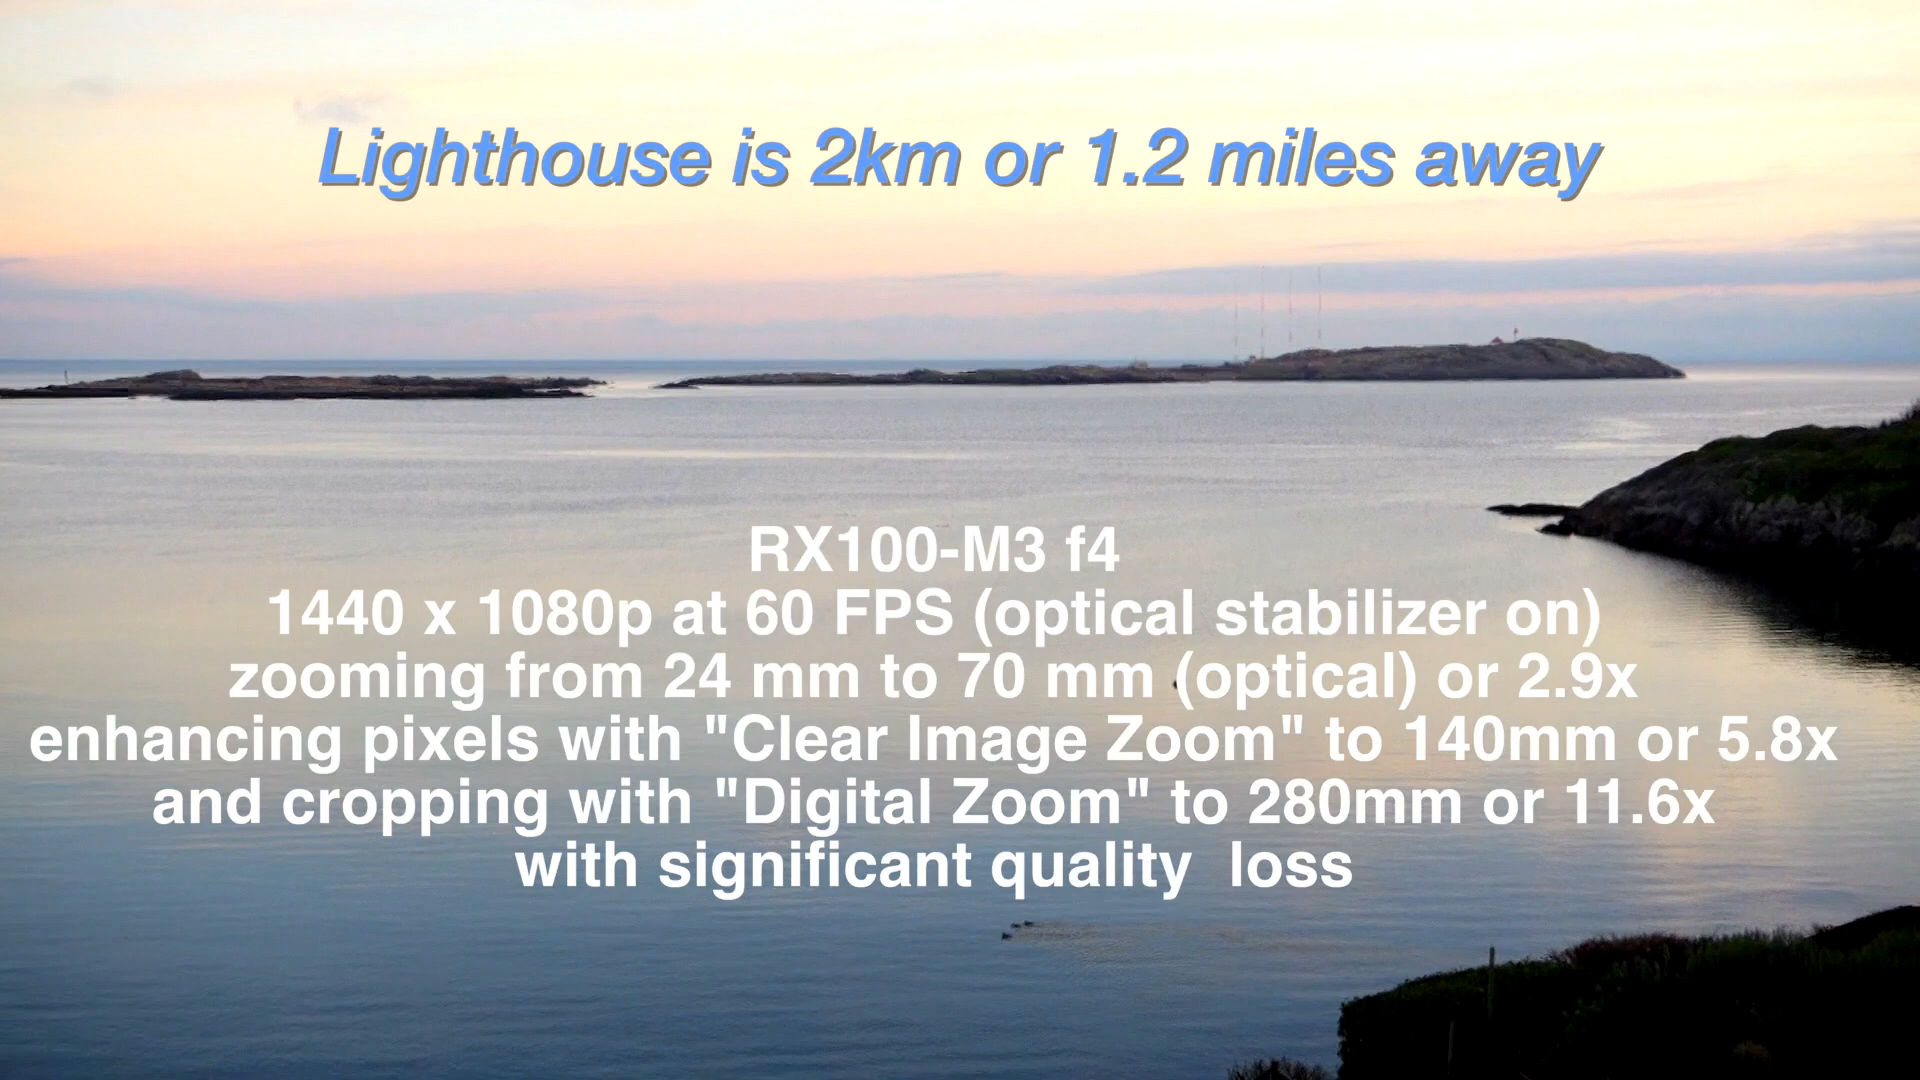 Lighthouse is 2km or 1.2 miles away
RX100-M3 f4
1440 x 1080p at 60 FPS (optical stabilizer on)
zooming from 24 mm to 70 mm (optical) or 2.9x
enhancing pixels with "Clear Image Zoom" to 140mm or 5.8x
and cropping with "Digital Zoom" to 280mm or 11.6x
with significant quality  loss